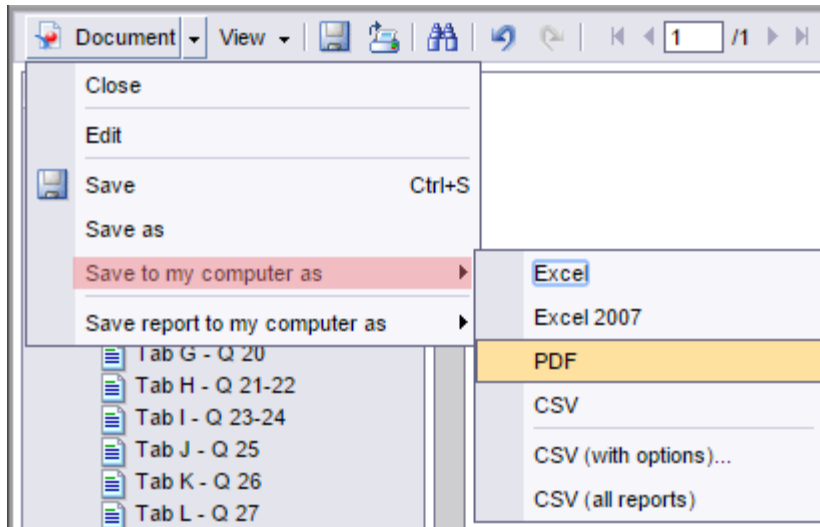 Document View 1 /1
Close
Edit
Save Ctrl+S
Save as
Save to my computer as
Save report to my computer as
Excel
Excel 2007
PDF
CSV
CSV (with options)...
CSV (all reports)
Tab G - Q 20
Tab H - Q 21-22
Tab I - Q 23-24
Tab J - Q 25
Tab K - Q 26
Tab L - Q 27